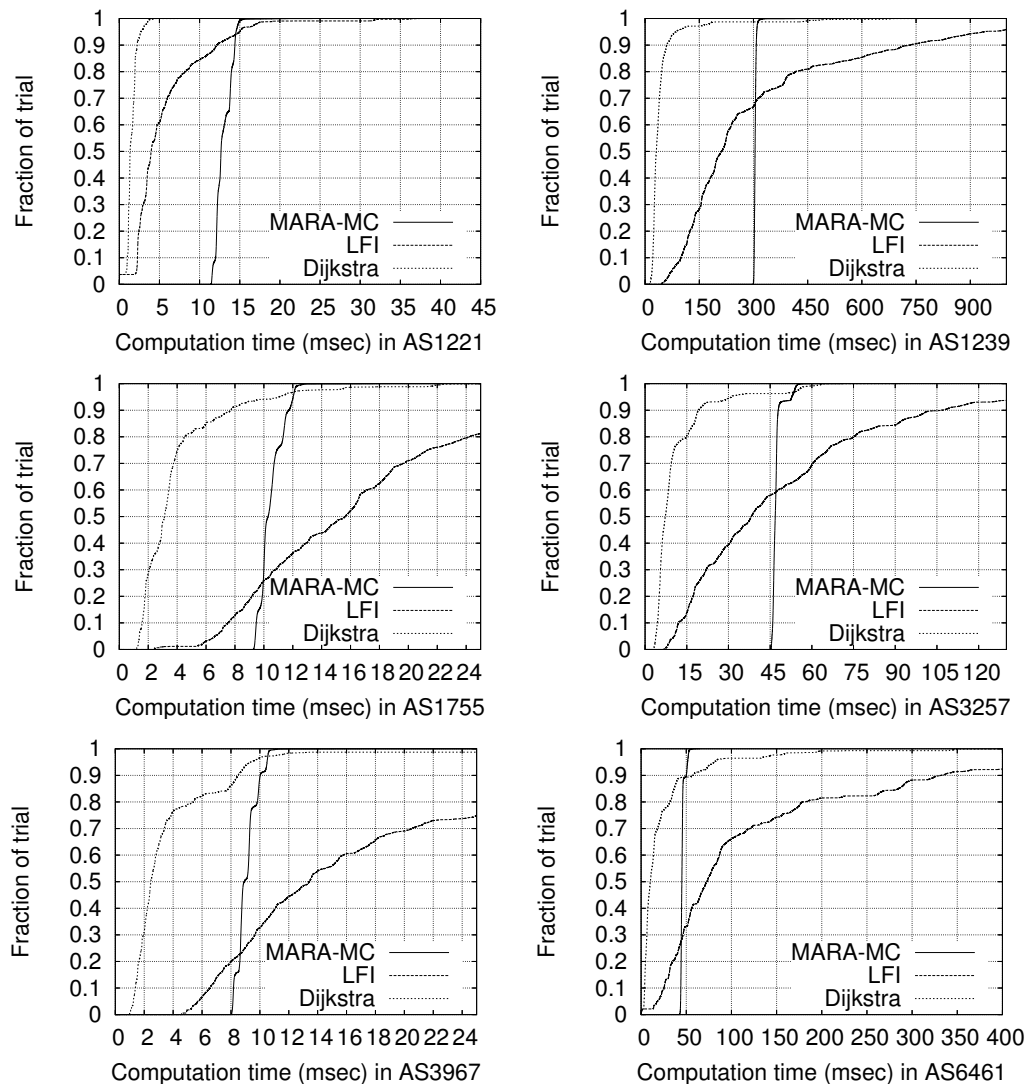 Fraction of trial
1
0.9
0.8
0.7
0.6
0.5
0.4
0.3
0.2
0.1
0
MARA-MC
LFI
Dijkstra
0 5 10 15 20 25 30 35 40 45
Computation time (msec) in AS1221
Fraction of trial
1
0.9
0.8
0.7
0.6
0.5
0.4
0.3
0.2
0.1
0
MARA-MC
LFI
Dijkstra
0 150 300 450 600 750 900
Computation time (msec) in AS1239
Fraction of trial
1
0.9
0.8
0.7
0.6
0.5
0.4
0.3
0.2
0.1
0
MARA-MC
LFI
Dijkstra
0 2 4 6 8 10 12 14 16 18 20 22 24
Computation time (msec) in AS1755
Fraction of trial
1
0.9
0.8
0.7
0.6
0.5
0.4
0.3
0.2
0.1
0
MARA-MC
LFI
Dijkstra
0 15 30 45 60 75 90 105 120
Computation time (msec) in AS3257
Fraction of trial
1
0.9
0.8
0.7
0.6
0.5
0.4
0.3
0.2
0.1
0
MARA-MC
LFI
Dijkstra
0 2 4 6 8 10 12 14 16 18 20 22 24
Computation time (msec) in AS3967
Fraction of trial
1
0.9
0.8
0.7
0.6
0.5
0.4
0.3
0.2
0.1
0
MARA-MC
LFI
Dijkstra
0 50 100 150 200 250 300 350 400
Computation time (msec) in AS6461